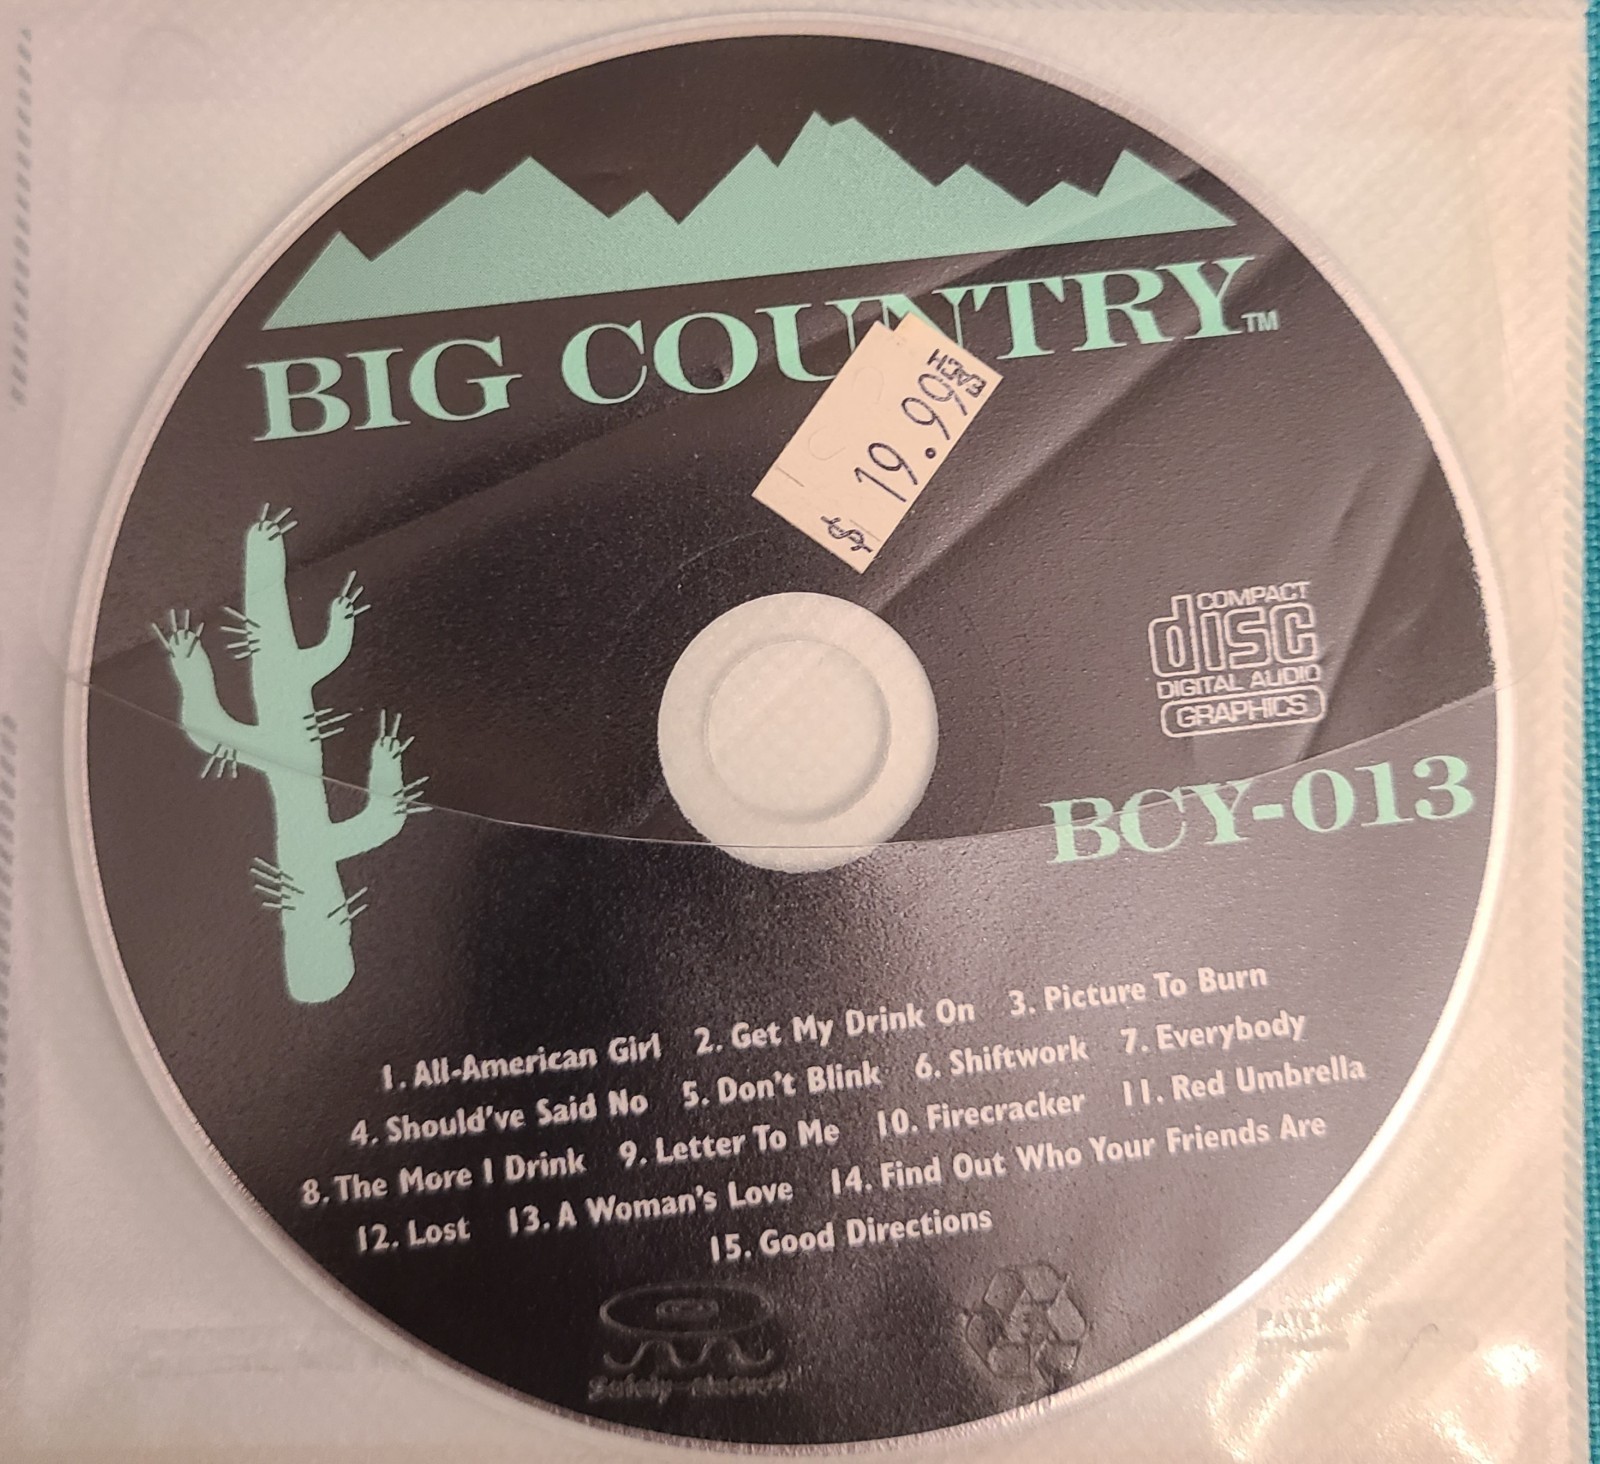 BIG COUNTRY™
$ 19.99 EACH
COMPACT
disc
DIGITAL AUDIO
GRAPHICS
BCY-013
1. All-American Girl 2. Get My Drink On 3. Picture To Burn
4. Should've Said No 5. Don't Blink 6. Shiftwork 7. Everybody
8. The More I Drink 9. Letter To Me 10. Firecracker 11. Red Umbrella
12. Lost 13. A Woman's Love 14. Find Out Who Your Friends Are
15. Good Directions